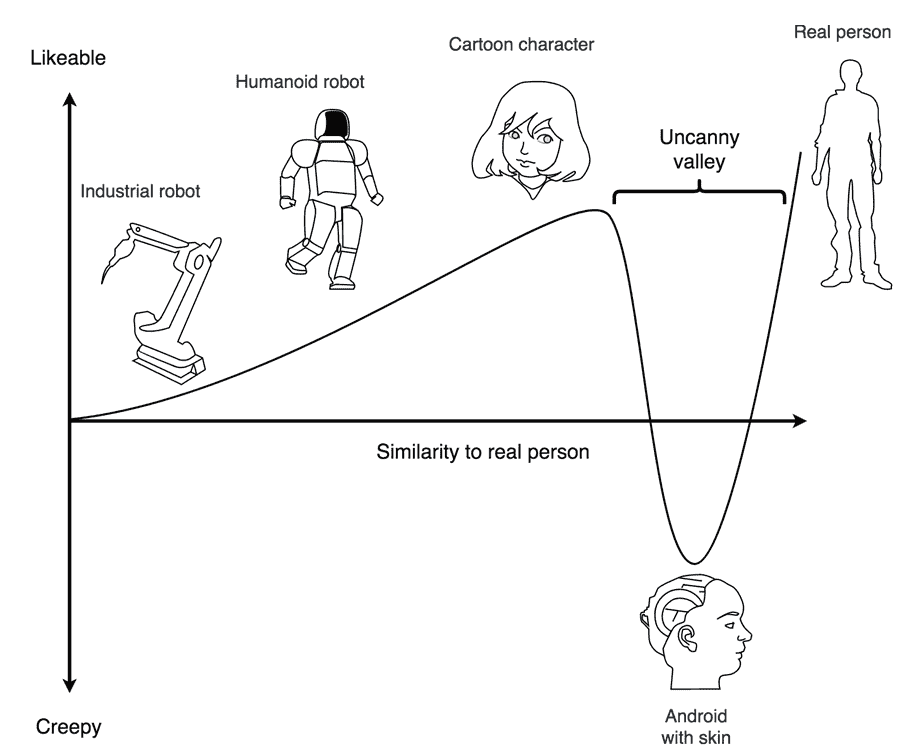 Real person
Cartoon character
Likeable
Humanoid robot
Uncanny
valley
Industrial robot
Similarity to real person
Android
with skin
Creepy